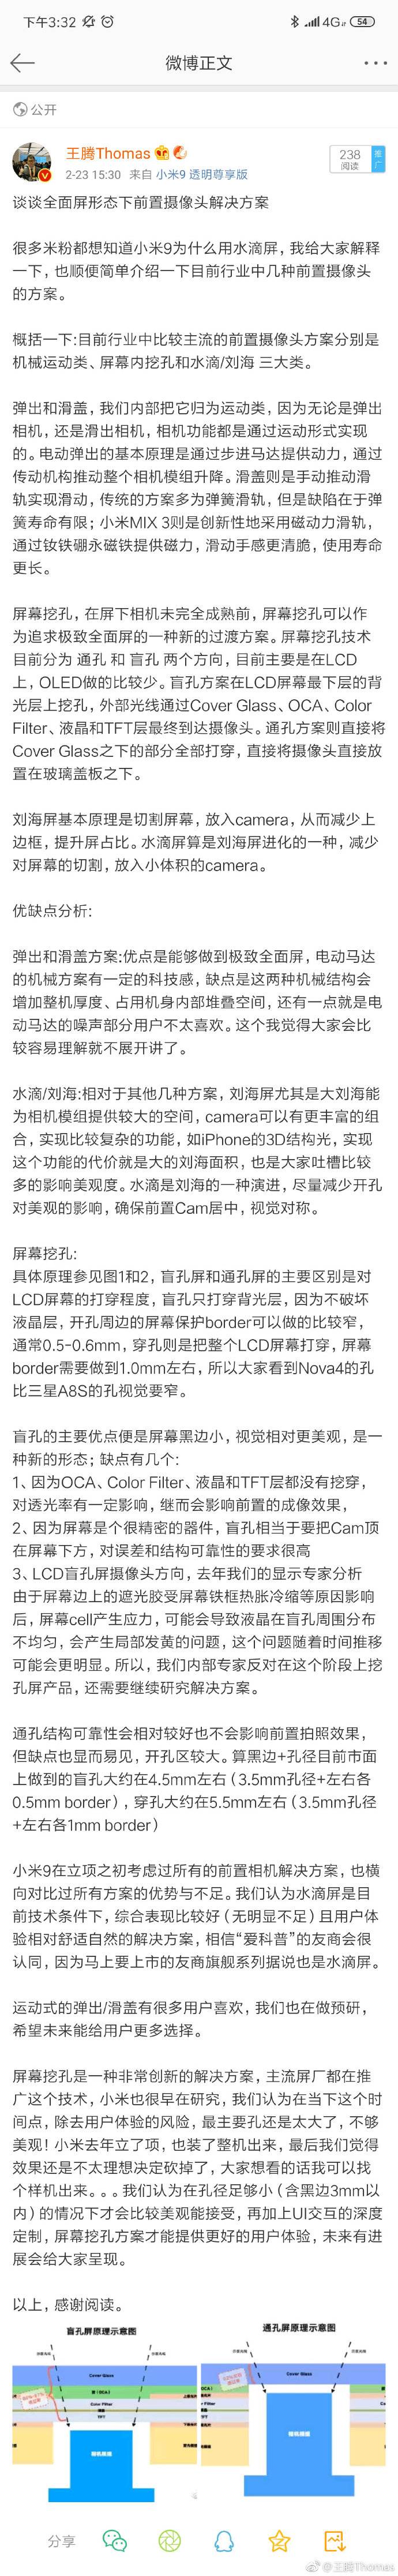 下午3:32
4G
54
微博正文
公开
王腾Thomas
238
阅读
推广
2-23 15:30 来自 小米9 透明尊享版
谈谈全面屏形态下前置摄像头解决方案
很多米粉都想知道小米9为什么用水滴屏，我给大家解释
一下，也顺便简单介绍一下目前行业中几种前置摄像头
的方案。
概括一下:目前行业中比较主流的前置摄像头方案分别是
机械运动类、屏幕内挖孔和水滴/刘海 三大类。
弹出和滑盖，我们内部把它归为运动类，因为无论是弹出
相机，还是滑出相机，相机功能都是通过运动形式实现
的。电动弹出的基本原理是通过步进马达提供动力，通过
传动机构推动整个相机模组升降。滑盖则是手动推动滑
轨实现滑动，传统的方案多为弹簧滑轨，但是缺陷在于弹
簧寿命有限；小米MIX 3则是创新性地采用磁动力滑轨，
通过钕铁硼永磁铁提供磁力，滑动手感更清脆，使用寿命
更长。
屏幕挖孔，在屏下相机未完全成熟前，屏幕挖孔可以作
为追求极致全面屏的一种新的过渡方案。屏幕挖孔技术
目前分为 通孔 和 盲孔 两个方向，目前主要是在LCD
上，OLED做的比较少。盲孔方案在LCD屏幕最下层的背
光层上挖孔，外部光线通过Cover Glass、OCA、Color
Filter、液晶和TFT层最终到达摄像头。通孔方案则直接将
Cover Glass之下的部分全部打穿，直接将摄像头直接放
置在玻璃盖板之下。
刘海屏基本原理是切割屏幕，放入camera，从而减少上
边框，提升屏占比。水滴屏算是刘海屏进化的一种，减少
对屏幕的切割，放入小体积的camera。
优缺点分析:
弹出和滑盖方案:优点是能够做到极致全面屏，电动马达
的机械方案有一定的科技感，缺点是这两种机械结构会
增加整机厚度、占用机身内部堆叠空间，还有一点就是电
动马达的噪声部分用户不太喜欢。这个我觉得大家会比
较容易理解就不展开讲了。
水滴/刘海:相对于其他几种方案，刘海屏尤其是大刘海能
为相机模组提供较大的空间，camera可以有更丰富的组
合，实现比较复杂的功能，如iPhone的3D结构光，实现
这个功能的代价就是大的刘海面积，也是大家吐槽比较
多的影响美观度。水滴是刘海的一种演进，尽量减少开孔
对美观的影响，确保前置Cam居中，视觉对称。
屏幕挖孔:
具体原理参见图1和2，盲孔屏和通孔屏的主要区别是对
LCD屏幕的打穿程度，盲孔只打穿背光层，因为不破坏
液晶层，开孔周边的屏幕保护border可以做的比较窄，
通常0.5-0.6mm，穿孔则是把整个LCD屏幕打穿，屏幕
border需要做到1.0mm左右，所以大家看到Nova4的孔
比三星A8S的孔视觉要窄。
盲孔的主要优点便是屏幕黑边小，视觉相对更美观，是一
种新的形态；缺点有几个:
1、因为OCA、Color Filter、液晶和TFT层都没有挖穿，
对透光率有一定影响，继而会影响前置的成像效果，
2、因为屏幕是个很精密的器件，盲孔相当于要把Cam顶
在屏幕下方，对误差和结构可靠性的要求很高
3、LCD盲孔屏摄像头方向，去年我们的显示专家分析
由于屏幕边上的遮光胶受屏幕铁框热胀冷缩等原因影响
后，屏幕cell产生应力，可能会导致液晶在盲孔周围分布
不均匀，会产生局部发黄的问题，这个问题随着时间推移
可能会更明显。所以，我们内部专家反对在这个阶段上挖
孔屏产品，还需要继续研究解决方案。
通孔结构可靠性会相对较好也不会影响前置拍照效果，
但缺点也显而易见，开孔区较大。算黑边+孔径目前市面
上做到的盲孔大约在4.5mm左右（3.5mm孔径+左右各
0.5mm border），穿孔大约在5.5mm左右（3.5mm孔径
+左右各1mm border）
小米9在立项之初考虑过所有的前置相机解决方案，也横
向对比过所有方案的优势与不足。我们认为水滴屏是目
前技术条件下，综合表现比较好（无明显不足）且用户体
验相对舒适自然的解决方案，相信“爱科普”的友商会很
认同，因为马上要上市的友商旗舰系列据说也是水滴屏。
运动式的弹出/滑盖有很多用户喜欢，我们也在做预研，
希望未来能给用户更多选择。
屏幕挖孔是一种非常创新的解决方案，主流屏厂都在推
广这个技术，小米也很早在研究，我们认为在当下这个时
间点，除去用户体验的风险，最主要孔还是太大了，不够
美观！小米去年立了项，也装了整机出来，最后我们觉得
效果还是不太理想决定砍掉了，大家想看的话我可以找
个样机出来。。。我们认为在孔径足够小（含黑边3mm以
内）的情况下才会比较美观能接受，再加上UI交互的深度
定制，屏幕挖孔方案才能提供更好的用户体验，未来有进
展会给大家呈现。
以上，感谢阅读。
盲孔屏原理示意图
通孔屏原理示意图
Cover Glass
Color Filter
液晶
TFT
Cover Glass
分享
@王腾Thomas